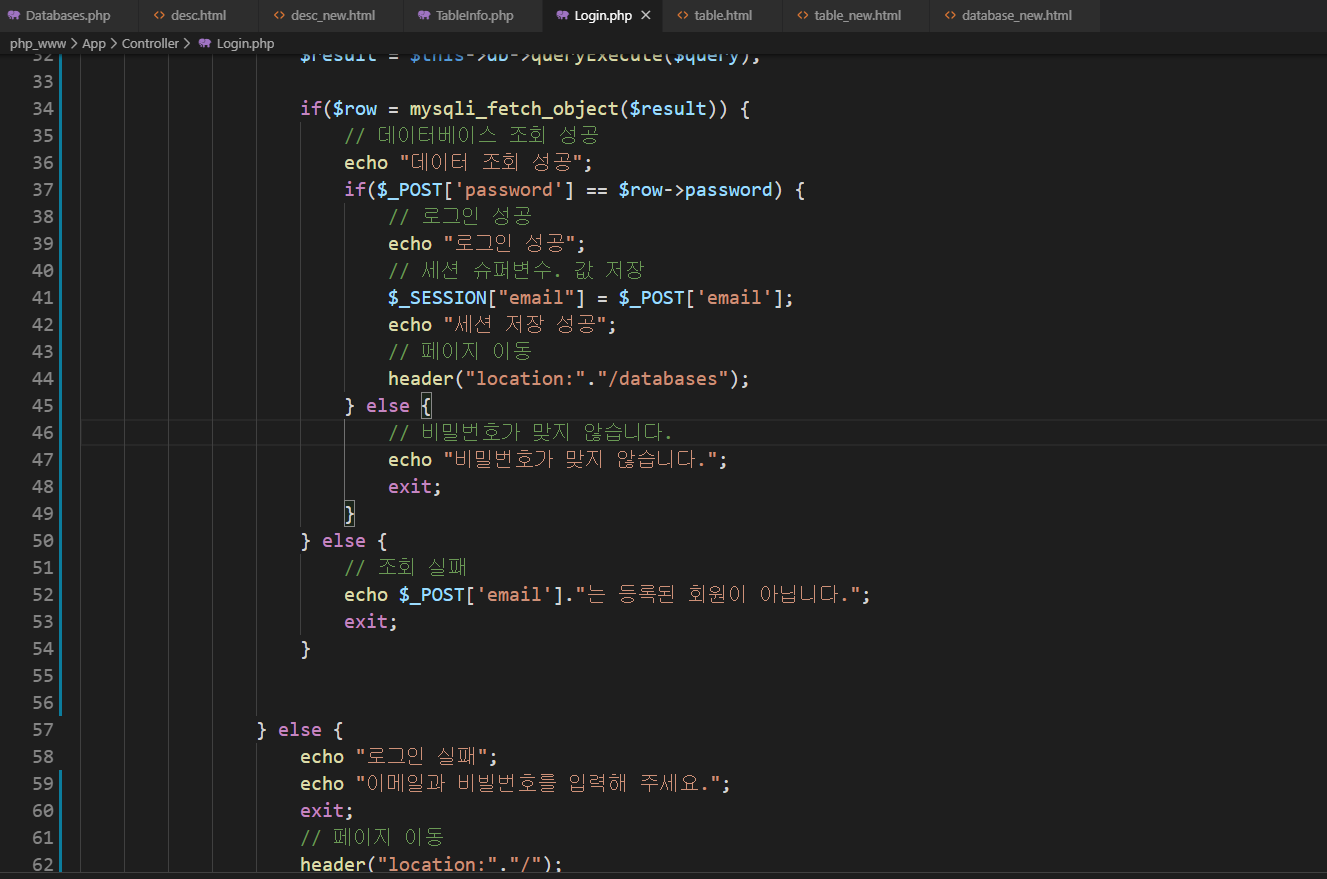 Databases.php desc.html desc_new.html TableInfo.php Login.php table.html table_new.html database_new.html
php_www > App > Controller > Login.php
32 $result = $this->db->queryExecute($query);
33
34 if($row = mysqli_fetch_object($result)) {
35 // 데이터베이스 조회 성공
36 echo "데이터 조회 성공";
37 if($_POST['password'] == $row->password) {
38 // 로그인 성공
39 echo "로그인 성공";
40 // 세션 슈퍼변수. 값 저장
41 $_SESSION["email"] = $_POST['email'];
42 echo "세션 저장 성공";
43 // 페이지 이동
44 header("location:"."/databases");
45 } else {
46 // 비밀번호가 맞지 않습니다.
47 echo "비밀번호가 맞지 않습니다.";
48 exit;
49 }
50 } else {
51 // 조회 실패
52 echo $_POST['email']."는 등록된 회원이 아닙니다.";
53 exit;
54 }
55
56
57 } else {
58 echo "로그인 실패";
59 echo "이메일과 비빌번호를 입력해 주세요.";
60 exit;
61 // 페이지 이동
62 header("location:"."/");